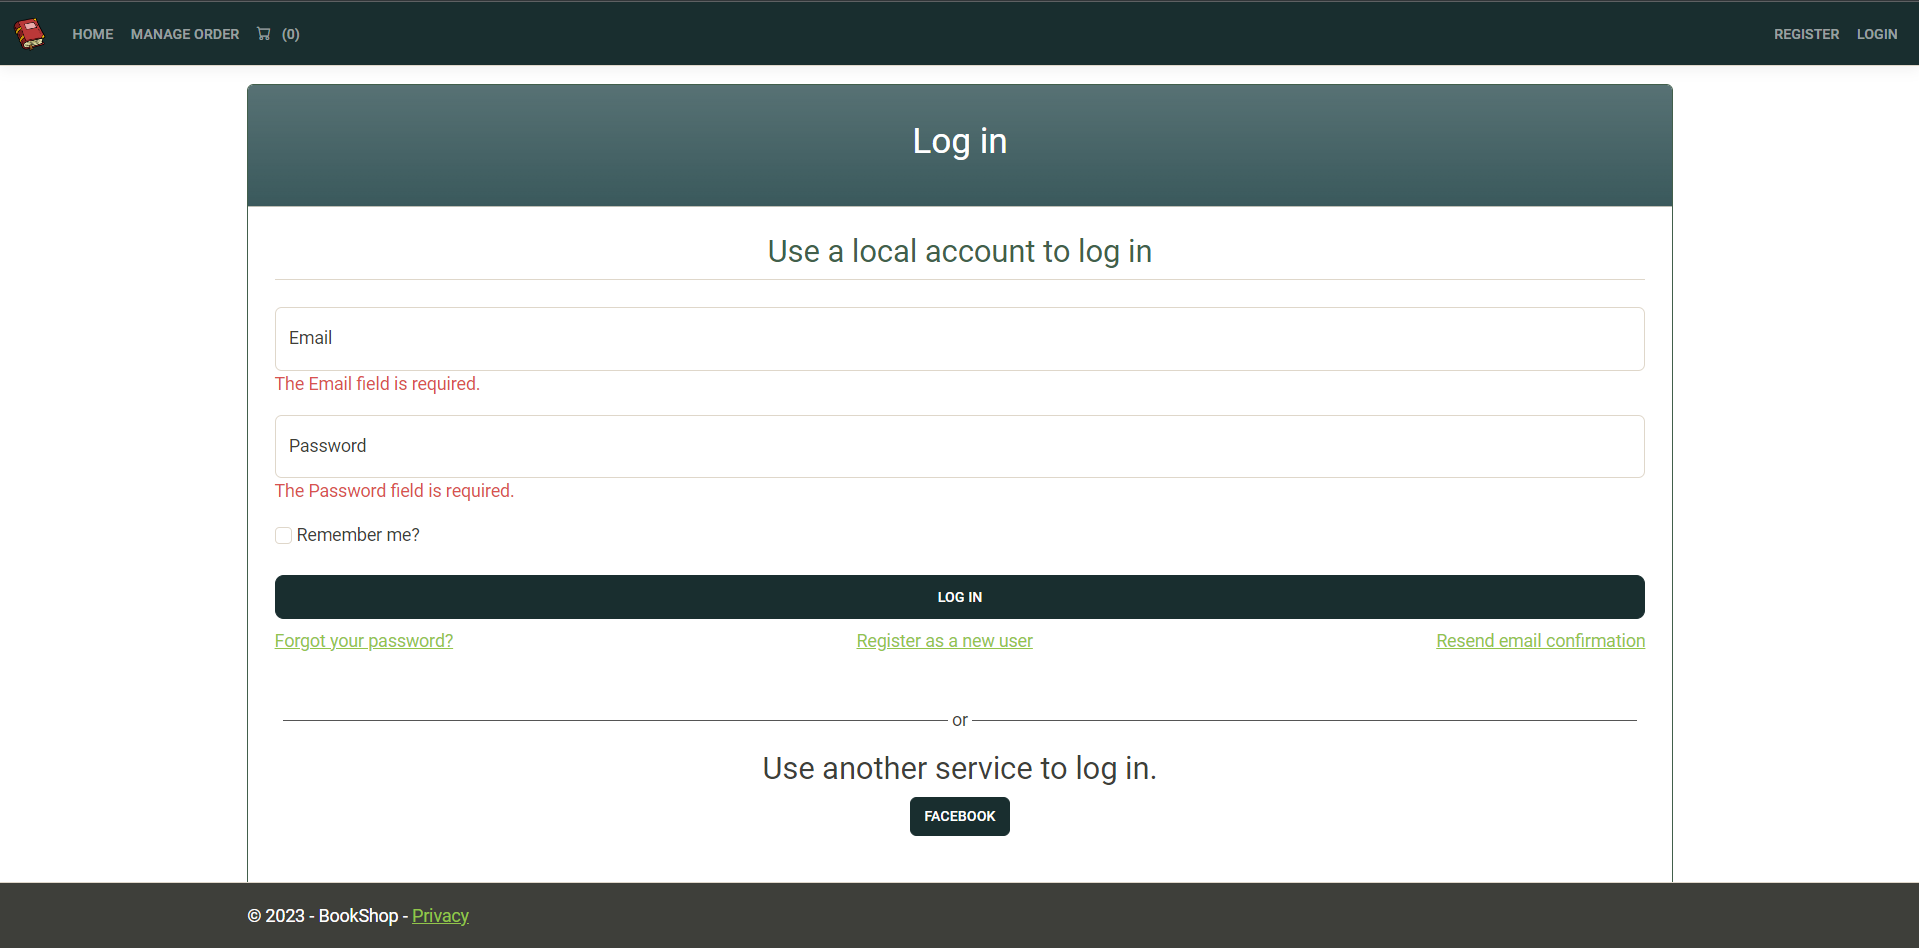 HOME MANAGE ORDER (0) REGISTER LOGIN
Log in
Use a local account to log in
Email
The Email field is required.
Password
The Password field is required.
Remember me?
LOG IN
Forgot your password? Register as a new user Resend email confirmation
or
Use another service to log in.
FACEBOOK
© 2023 - BookShop - Privacy